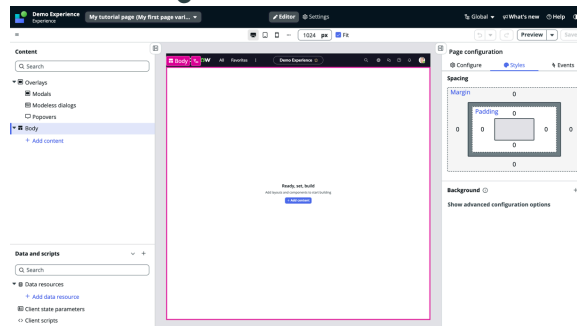 Demo Experience
Experience
My tutorial page (My first page vari...
Editor
Settings
Global
What's new
Help
1024 px
Fit
Preview
Save
Content
Search
Overlays
Modals
Modeless dialogs
Popovers
Body
+ Add content
Data and scripts
Search
Data resources
+ Add data resource
Client state parameters
Client scripts
Body
All
Favorites
Demo Experience
Ready, set, build
Add layouts and components to start building
+ Add content
Page configuration
Configure
Styles
Events
Spacing
Margin
0
Padding
0
0
0
0
0
0
0
Background
Show advanced configuration options